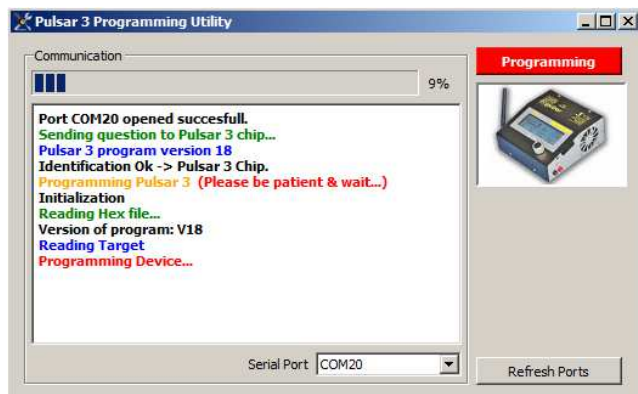 Pulsar 3 Programming Utility
Communication
9%
Programming
Port COM20 opened succesfull.
Sending question to Pulsar 3 chip...
Pulsar 3 program version 18
Identification Ok -> Pulsar 3 Chip.
Programming Pulsar 3 (Please be patient & wait...)
Initialization
Reading Hex file...
Version of program: V18
Reading Target
Programming Device...
Serial Port COM20
Refresh Ports